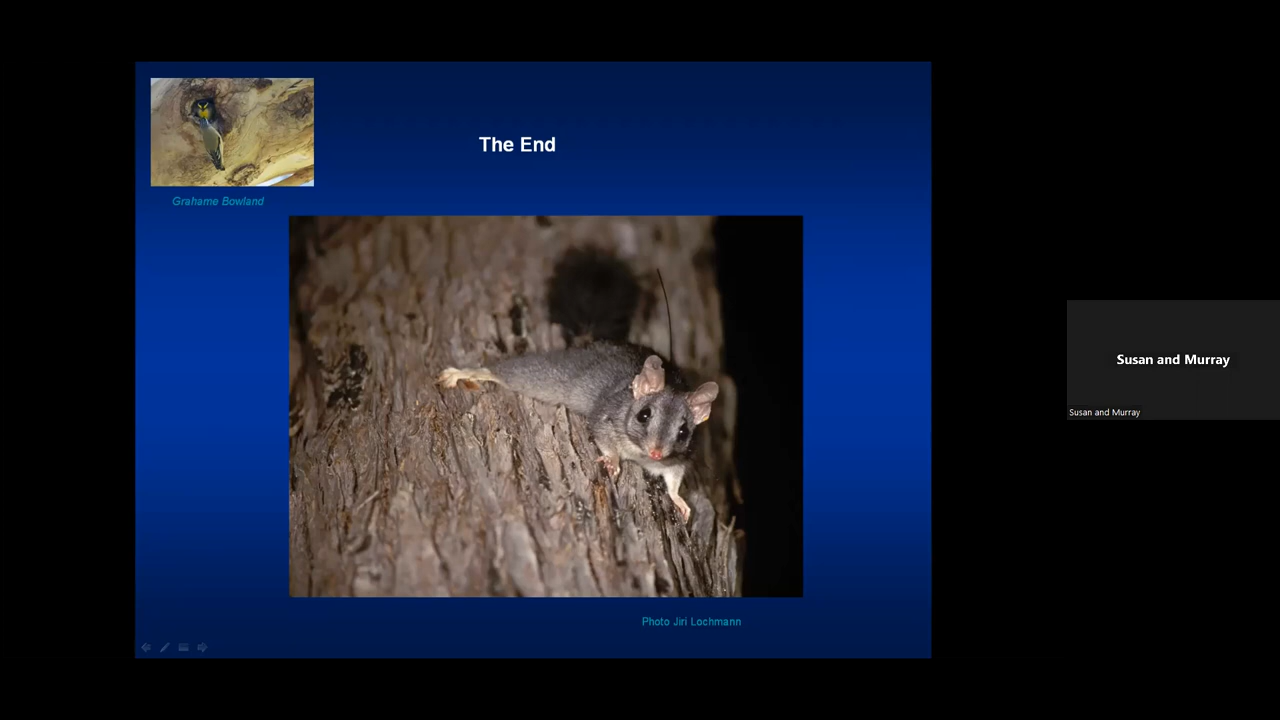 The End
Grahame Bowland
Susan and Murray
Susan and Murray
Photo Jiri Lochmann